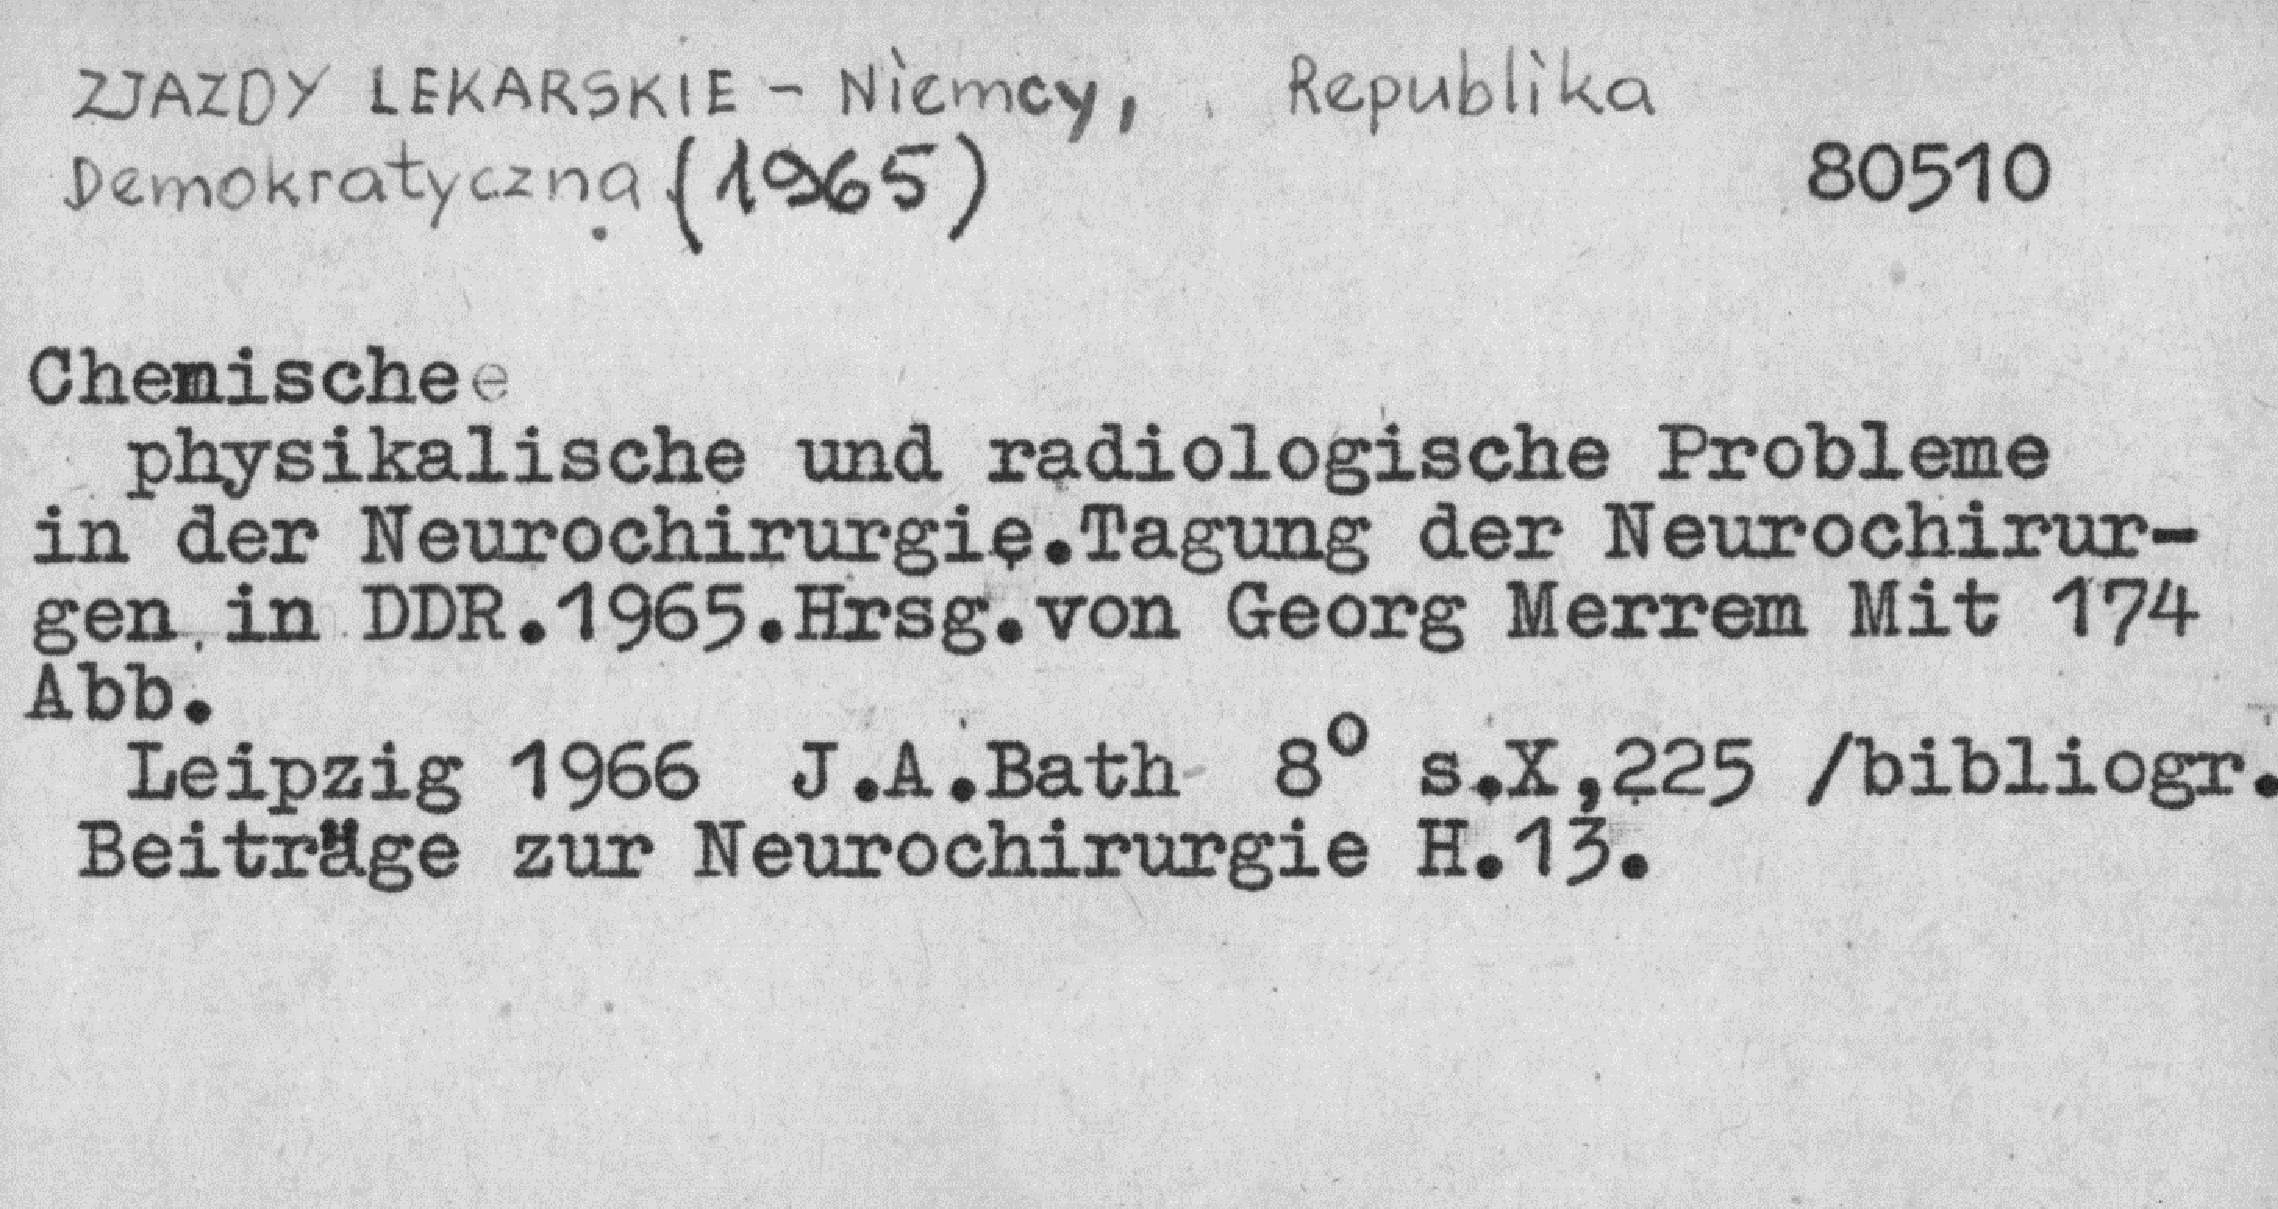 ZJAZDY LEKARSKIE - Niemcy, Republika
Demokratyczna (1965)
80510
Chemischee
physikalische und radiologische Probleme
in der Neurochirurgie.Tagung der Neurochirur-
gen in DDR.1965.Hrsg.von Georg Merrem Mit 174
Abb.
Leipzig 1966 J.A.Bath 8° s.X,225 /bibliogr.
Beiträge zur Neurochirurgie H.13.